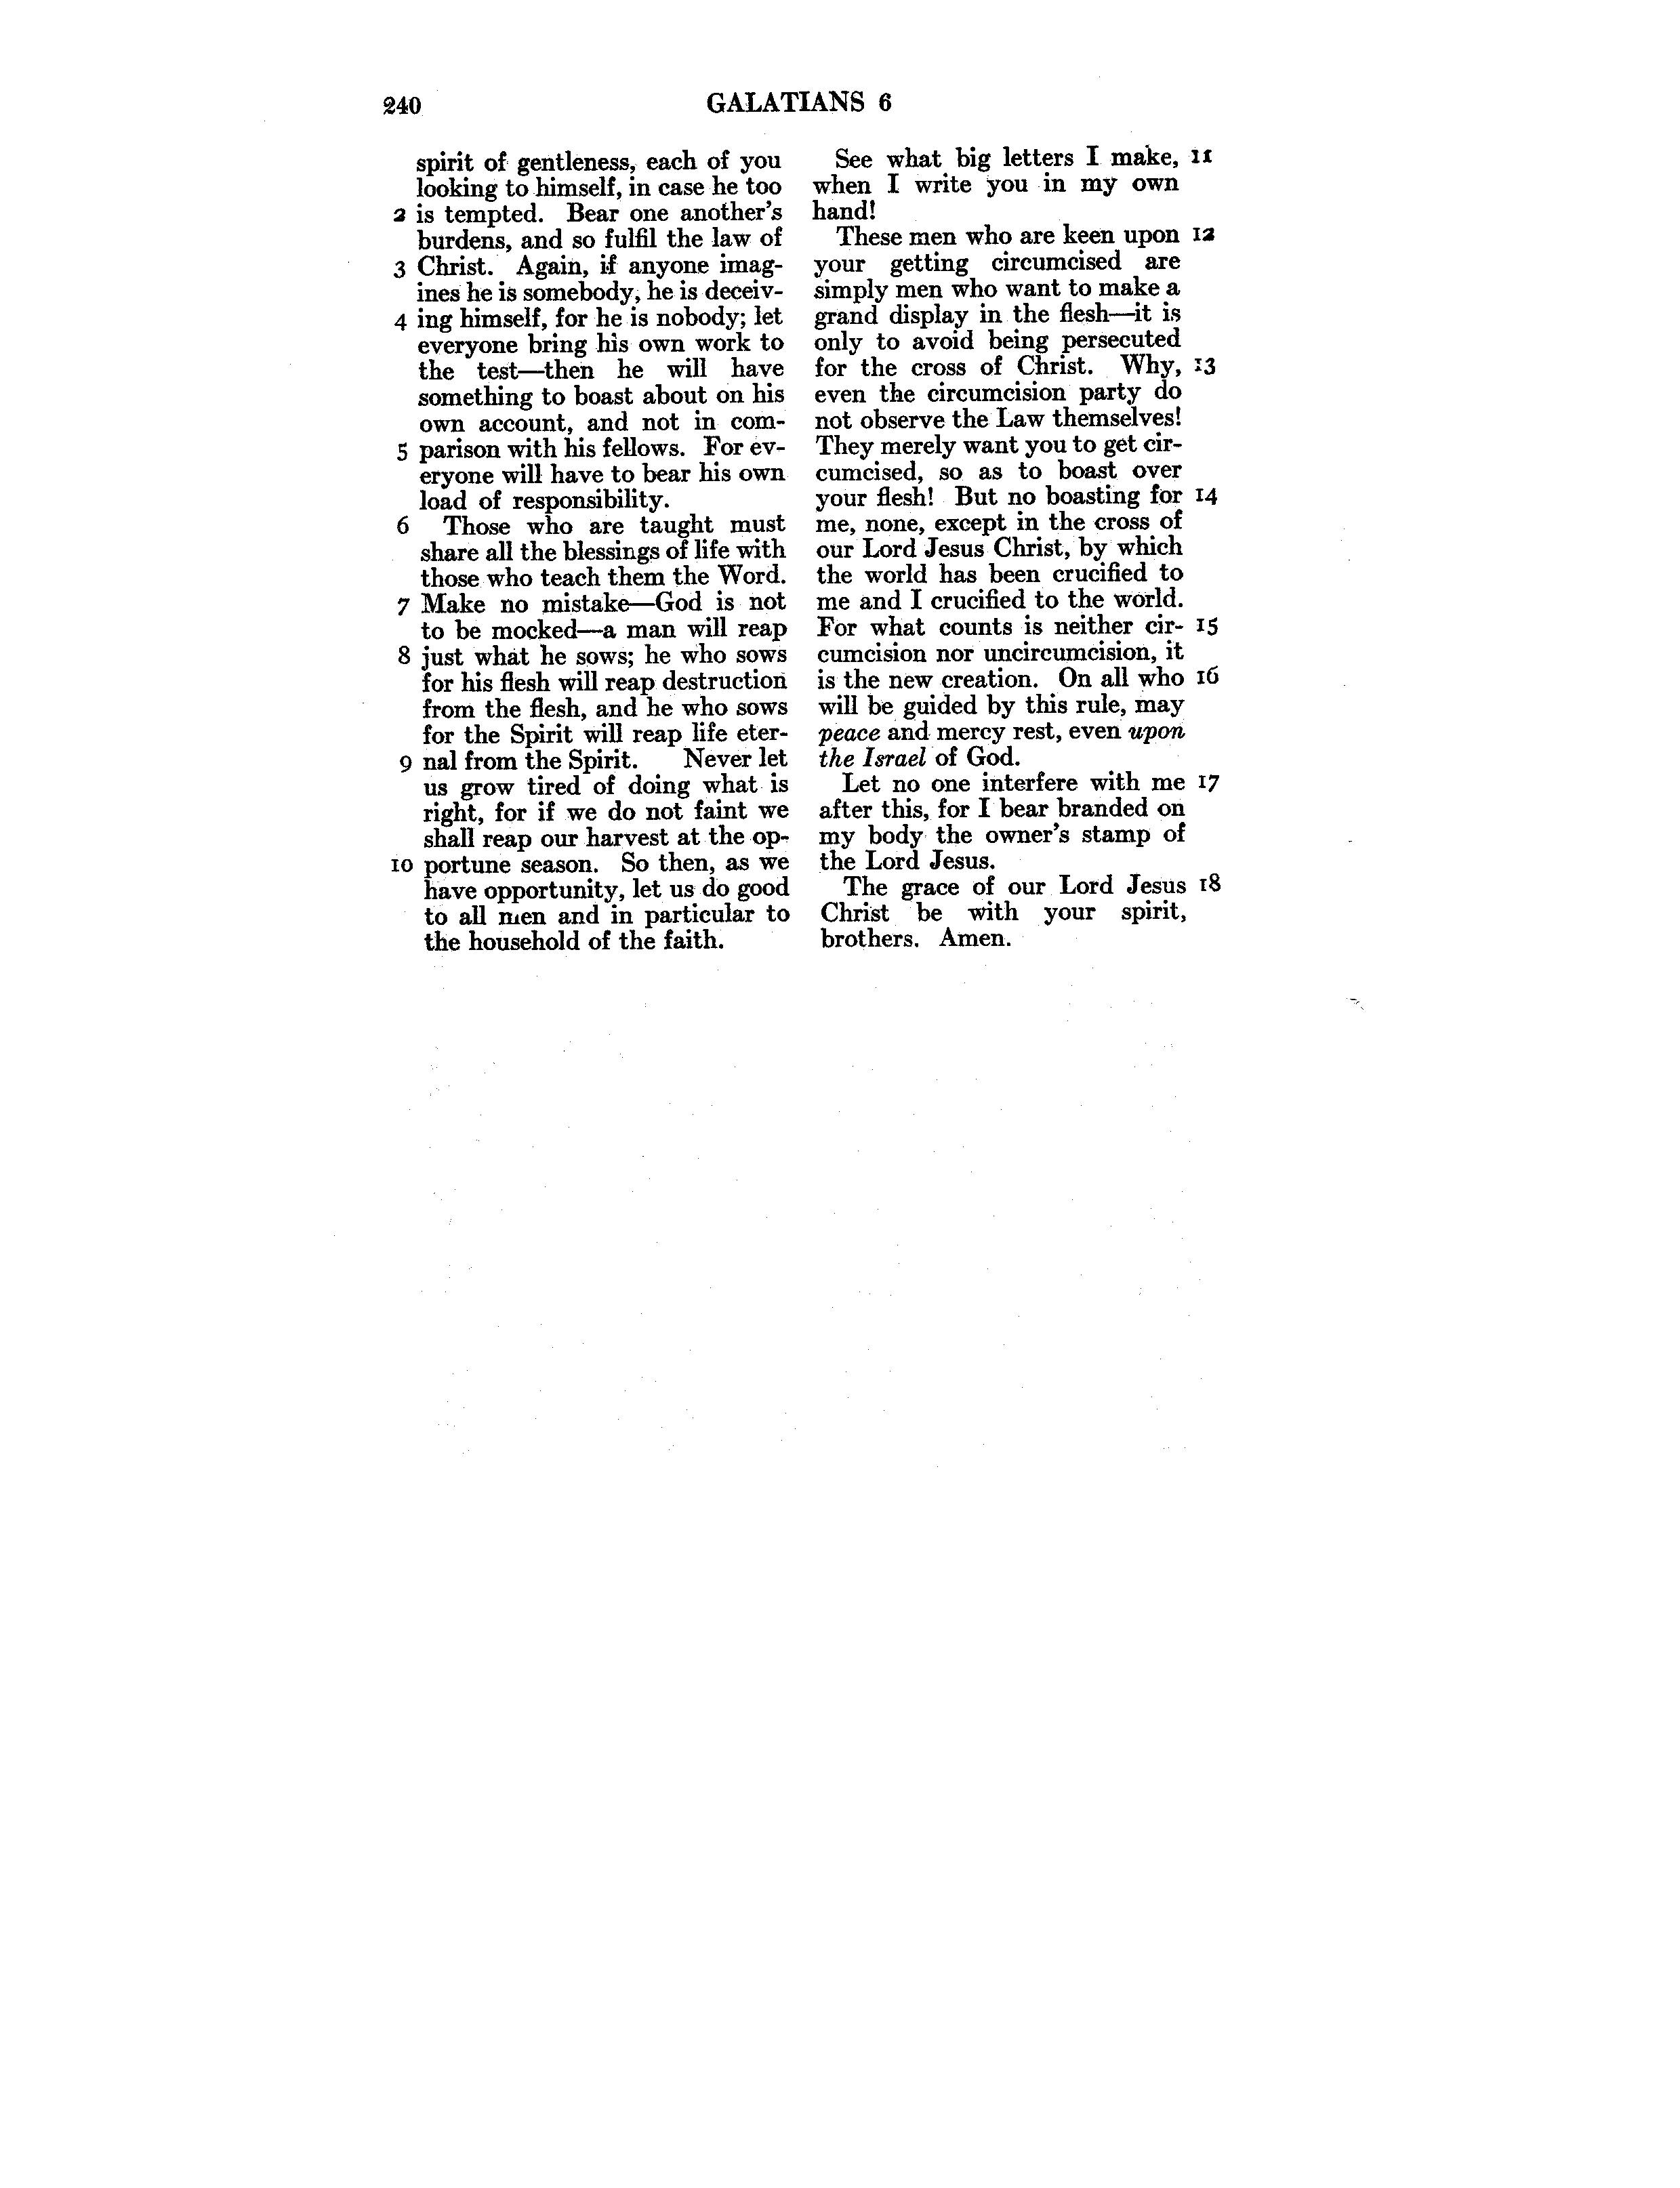 240
GALATIANS 6
spirit of gentleness, each of you
looking to himself, in case he too
2 is tempted. Bear one another's
burdens, and so fulfil the law of
3 Christ. Again, if anyone imag-
ines he is somebody, he is deceiv-
4 ing himself, for he is nobody; let
everyone bring his own work to
the test—then he will have
something to boast about on his
own account, and not in com-
5 parison with his fellows. For ev-
eryone will have to bear his own
load of responsibility.
6 Those who are taught must
share all the blessings of life with
those who teach them the Word.
7 Make no mistake—God is not
to be mocked—a man will reap
8 just what he sows; he who sows
for his flesh will reap destruction
from the flesh, and he who sows
for the Spirit will reap life eter-
9 nal from the Spirit. Never let
us grow tired of doing what is
right, for if we do not faint we
shall reap our harvest at the op-
10 portune season. So then, as we
have opportunity, let us do good
to all men and in particular to
the household of the faith.
See what big letters I make, 11
when I write you in my own
hand!
These men who are keen upon 12
your getting circumcised are
simply men who want to make a
grand display in the flesh—it is
only to avoid being persecuted
for the cross of Christ. Why, 13
even the circumcision party do
not observe the Law themselves!
They merely want you to get cir-
cumcised, so as to boast over
your flesh! But no boasting for 14
me, none, except in the cross of
our Lord Jesus Christ, by which
the world has been crucified to
me and I crucified to the world.
For what counts is neither cir- 15
cumcision nor uncircumcision, it
is the new creation. On all who 16
will be guided by this rule, may
peace and mercy rest, even upon
the Israel of God.
Let no one interfere with me 17
after this, for I bear branded on
my body the owner's stamp of
the Lord Jesus.
The grace of our Lord Jesus 18
Christ be with your spirit,
brothers. Amen.